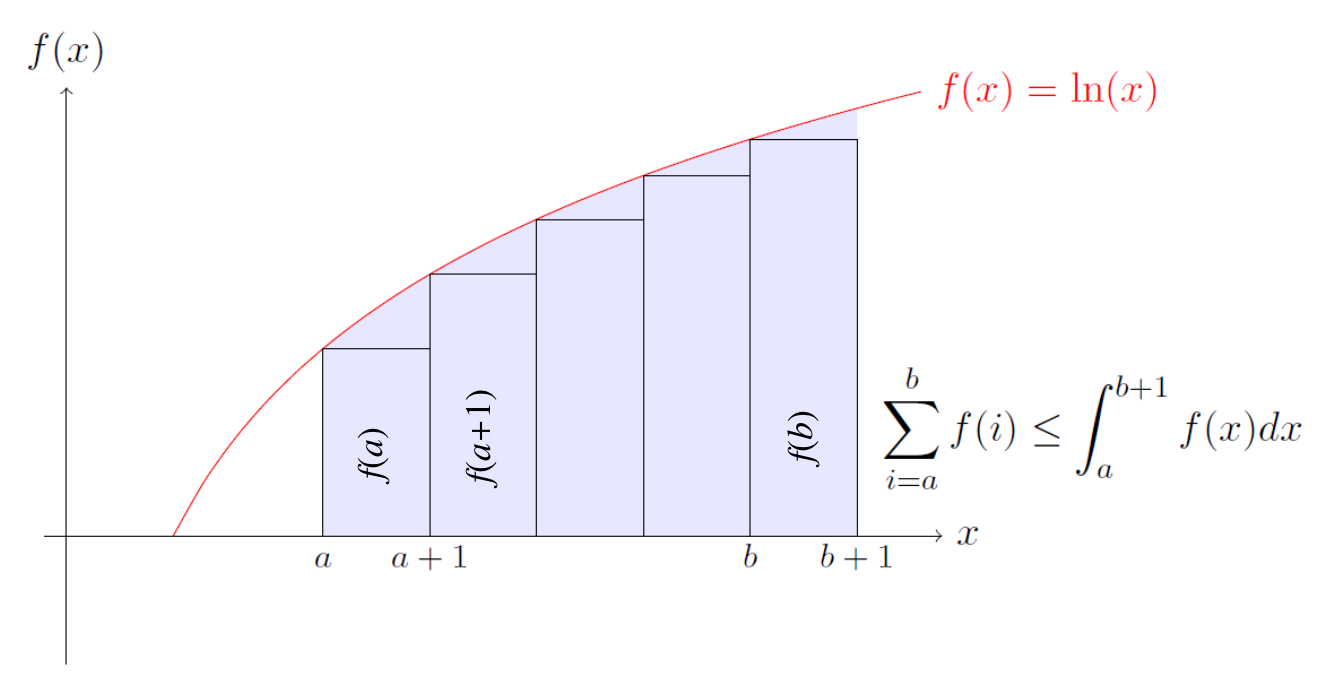 f(x)
f(x) = ln(x)
f(a)
f(a+1)
f(b)
\sum_{i=a}^{b} f(i) \leq \int_{a}^{b+1} f(x)dx
x
a
a + 1
b
b + 1